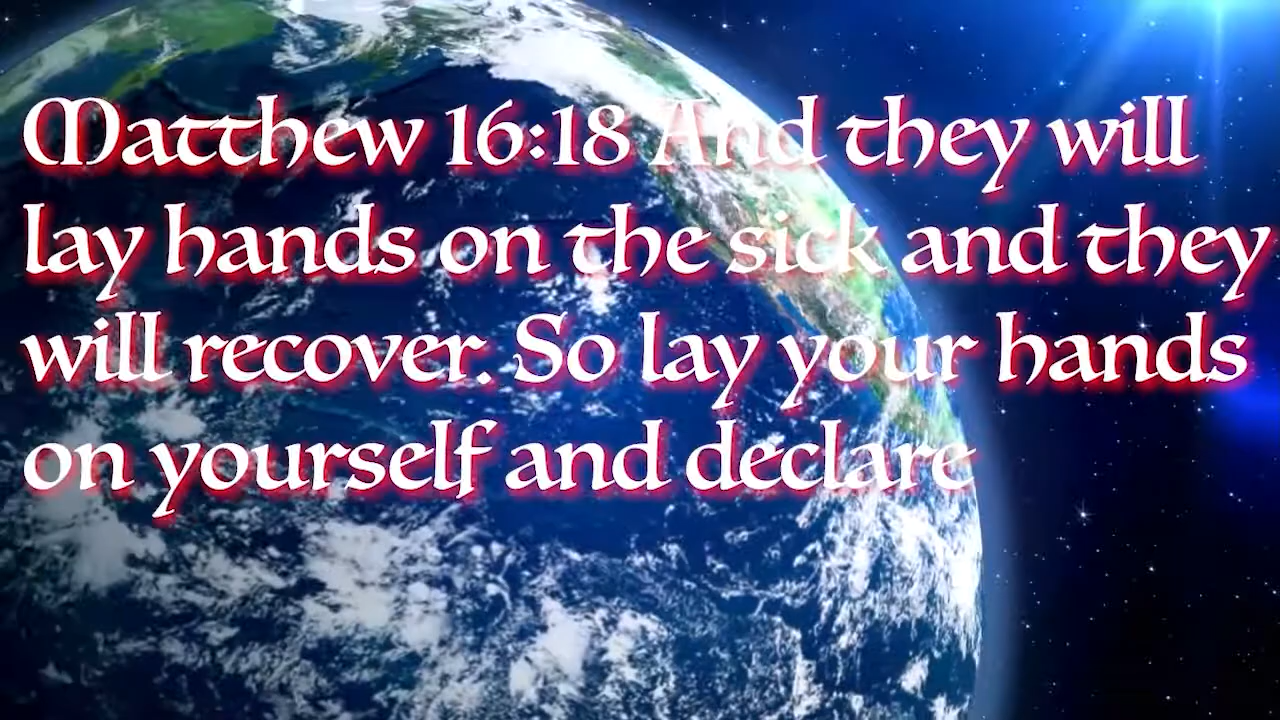 Matthew 16:18 And they will
lay hands on the sick and they
will recover. So lay your hands
on yourself and declare